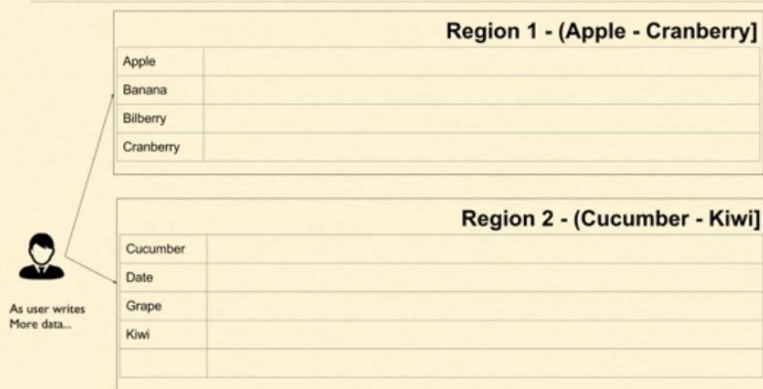 Region 1 - (Apple - Cranberry]
Apple
Banana
Bilberry
Cranberry
Region 2 - (Cucumber - Kiwi]
Cucumber
Date
Grape
Kiwi
As user writes
More data...